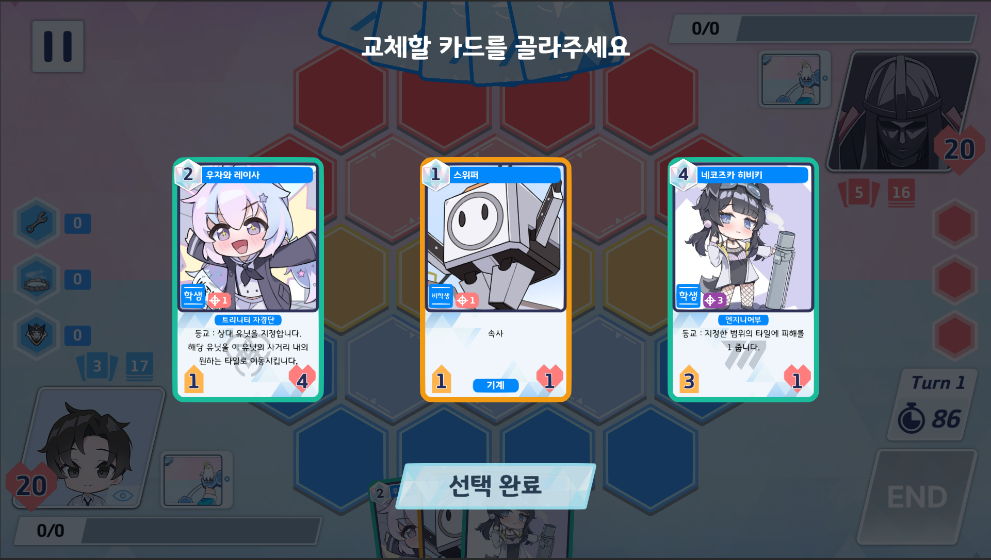 교체할 카드를 골라주세요
0/0
20
5 16
2 우자와 레이사
학생 1
트리니티 자경단
등교 : 상대 유닛을 지정합니다.
해당 유닛을 이 유닛의 사거리 내의
원하는 타일로 이동시킵니다.
1 4
1 스위퍼
비학생 1
속사
1 기계 1
4 네코즈카 히비키
학생 3
엔지니어부
등교 : 지정한 범위의 타일에 피해를
1 줍니다.
3 1
0
0
0
3 17
Turn 1
86
20
2
선택 완료
END
0/0